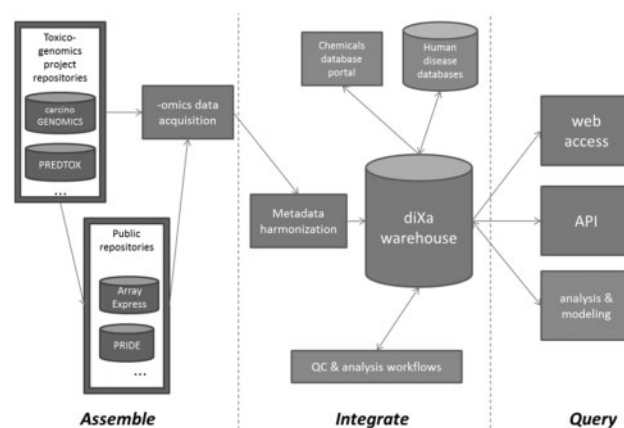 Toxico-
genomics
project
repositories
carcino
GENOMICS
PREDTOX
...
Public
repositories
Array
Express
PRIDE
...
-omics data
acquisition
Metadata
harmonization
Chemicals
database
portal
Human
disease
databases
diXa
warehouse
QC & analysis workflows
web
access
API
analysis &
modeling
Assemble
Integrate
Query